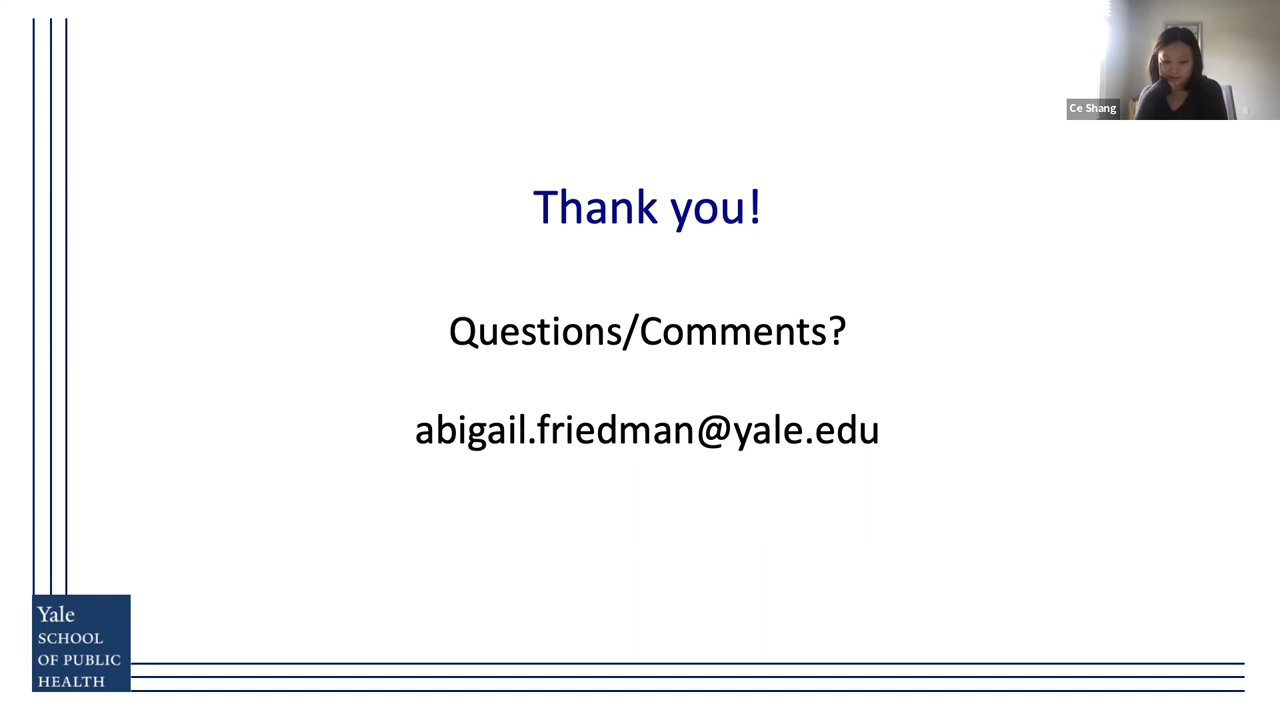 Ce Shang
Thank you!
Questions/Comments?
abigail.friedman@yale.edu
Yale
SCHOOL
OF PUBLIC
HEALTH